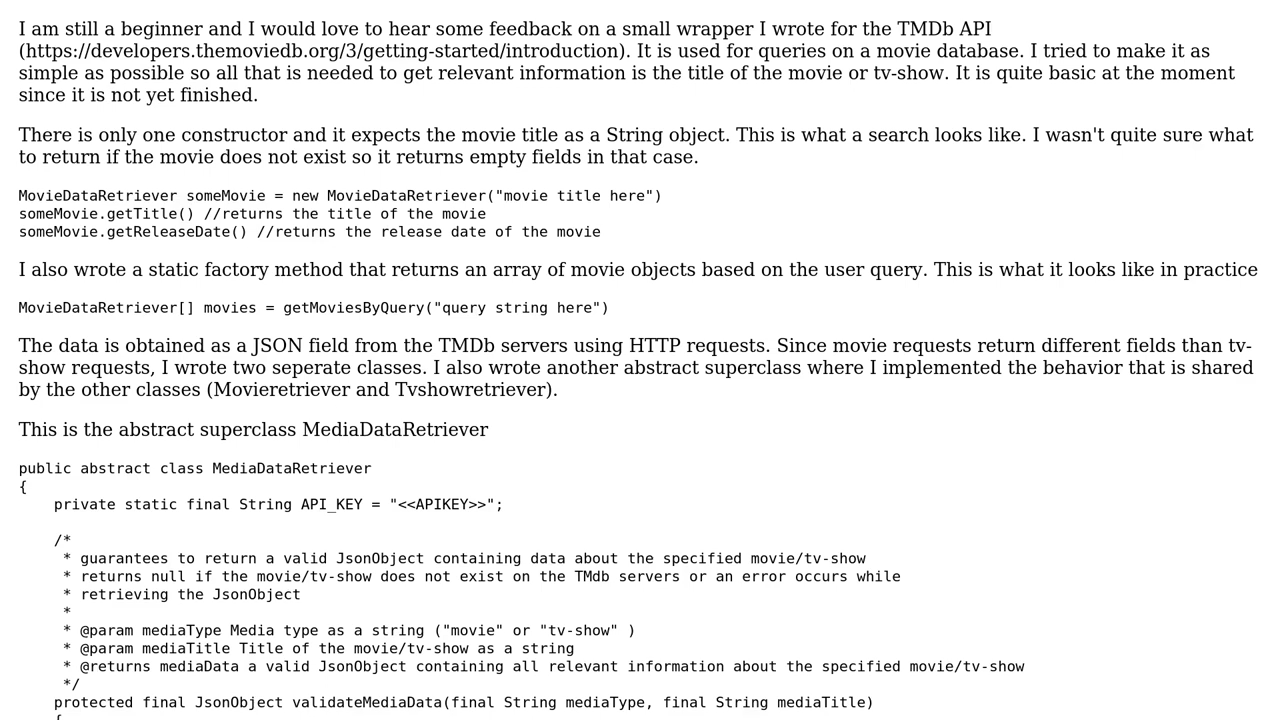 I am still a beginner and I would love to hear some feedback on a small wrapper I wrote for the TMDb API
(https://developers.themoviedb.org/3/getting-started/introduction). It is used for queries on a movie database. I tried to make it as
simple as possible so all that is needed to get relevant information is the title of the movie or tv-show. It is quite basic at the moment
since it is not yet finished.
There is only one constructor and it expects the movie title as a String object. This is what a search looks like. I wasn't quite sure what
to return if the movie does not exist so it returns empty fields in that case.
MovieDataRetriever someMovie = new MovieDataRetriever("movie title here")
someMovie.getTitle() //returns the title of the movie
someMovie.getReleaseDate() //returns the release date of the movie
I also wrote a static factory method that returns an array of movie objects based on the user query. This is what it looks like in practice
MovieDataRetriever[] movies = getMoviesByQuery("query string here")
The data is obtained as a JSON field from the TMDb servers using HTTP requests. Since movie requests return different fields than tv-
show requests, I wrote two seperate classes. I also wrote another abstract superclass where I implemented the behavior that is shared
by the other classes (Movieretriever and Tvshowretriever).
This is the abstract superclass MediaDataRetriever
public abstract class MediaDataRetriever
{
    private static final String API_KEY = "<<APIKEY>>";
    /*
     * guarantees to return a valid JsonObject containing data about the specified movie/tv-show
     * returns null if the movie/tv-show does not exist on the TMdb servers or an error occurs while
     * retrieving the JsonObject
     *
     * @param mediaType Media type as a string ("movie" or "tv-show" )
     * @param mediaTitle Title of the movie/tv-show as a string
     * @returns mediaData a valid JsonObject containing all relevant information about the specified movie/tv-show
     */
    protected final JsonObject validateMediaData(final String mediaType, final String mediaTitle)
    {